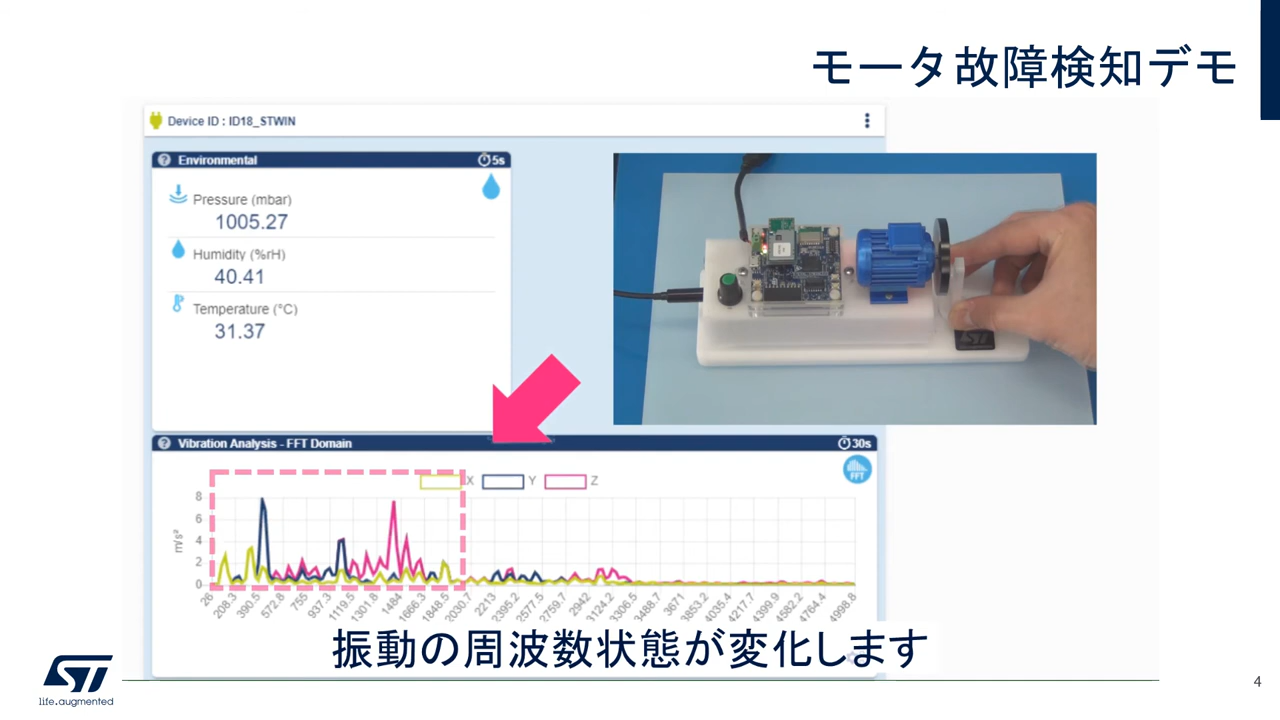 モータ故障検知デモ
Device ID : ID18_STWIN
Environmental
5s
Pressure (mbar)
1005.27
Humidity (%rH)
40.41
Temperature (°C)
31.37
Vibration Analysis - FFT Domain
30s
FFT
X Y Z
m/s²
8
6
4
2
0
26 208.3 390.5 572.8 755 937.3 1119.5 1301.8 1484 1666.3 1848.5 2030.7 2213 2395.2 2577.5 2759.7 2942 3124.2 3306.5 3488.7 3671 3853.2 4035.4 4217.7 4399.9 4582.2 4764.4 4998.8
振動の周波数状態が変化します
ST
life.augmented
4